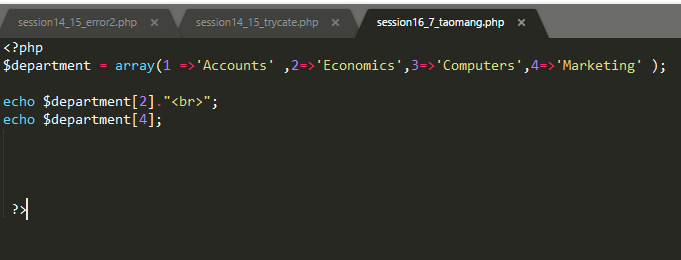 session14_15_error2.php × session14_15_trycate.php × session16_7_taomang.php ×
<?php
$department = array(1 =>'Accounts' ,2=>'Economics',3=>'Computers',4=>'Marketing' );
echo $department[2]."<br>";
echo $department[4];
?>